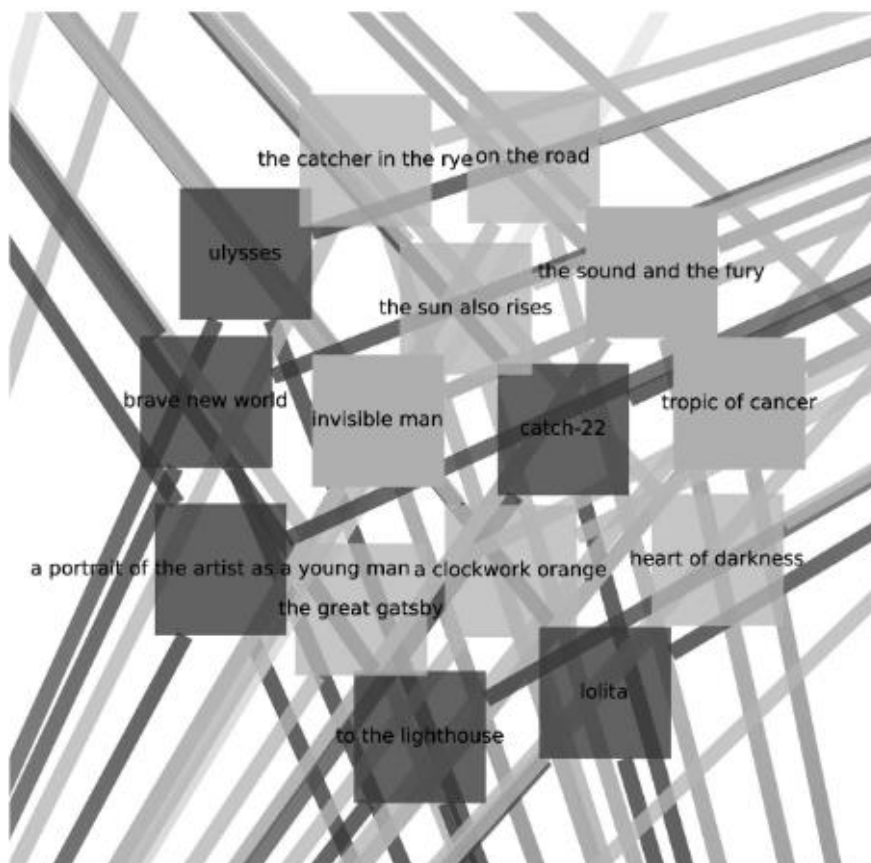 the catcher in the rye
on the road
ulysses
the sound and the fury
the sun also rises
brave new world
invisible man
catch-22
tropic of cancer
a portrait of the artist as a young man
a clockwork orange
heart of darkness
the great gatsby
lolita
to the lighthouse